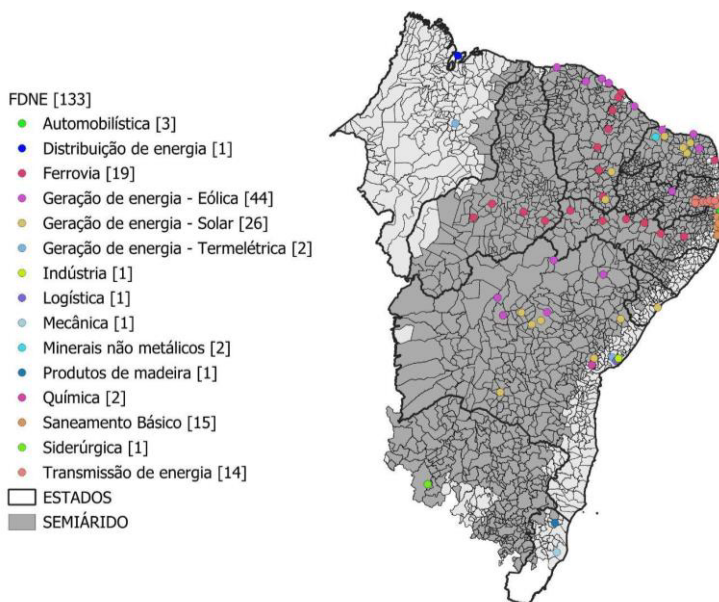 FDNE [133]
Automobilística [3]
Distribuição de energia [1]
Ferrovia [19]
Geração de energia - Eólica [44]
Geração de energia - Solar [26]
Geração de energia - Termelétrica [2]
Indústria [1]
Logística [1]
Mecânica [1]
Minerais não metálicos [2]
Produtos de madeira [1]
Química [2]
Saneamento Básico [15]
Siderúrgica [1]
Transmissão de energia [14]
ESTADOS
SEMIÁRIDO